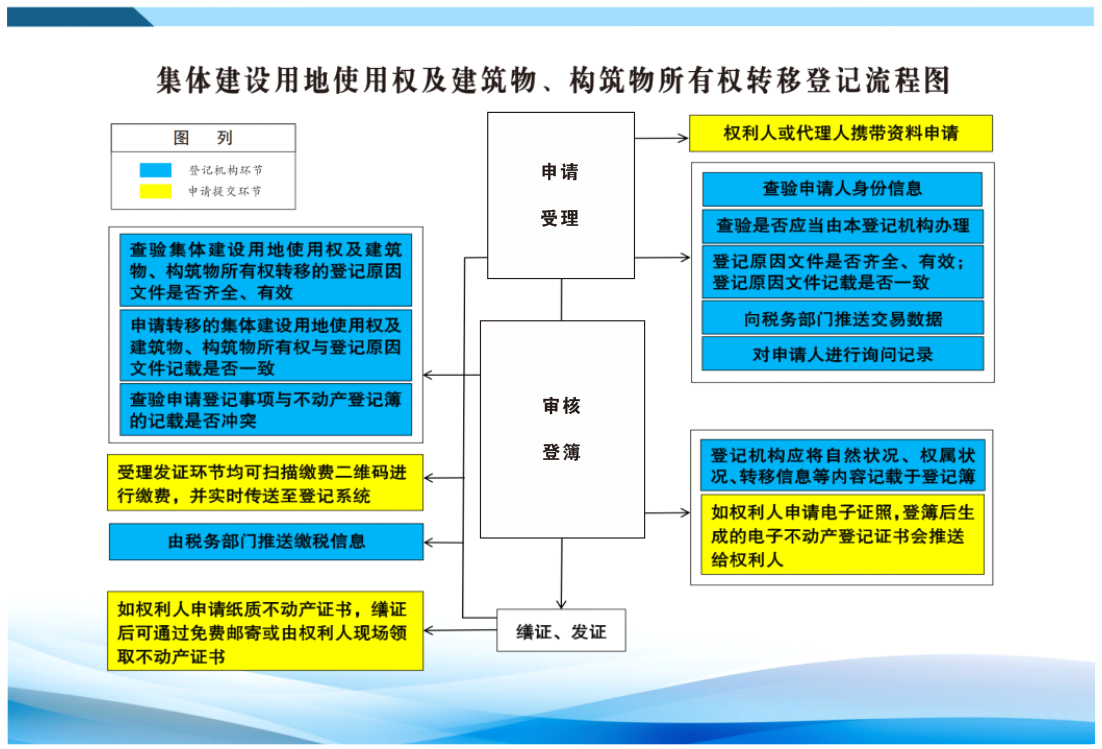 集体建设用地使用权及建筑物、构筑物所有权转移登记流程图
图 列
登记机构环节
申请提交环节
申请
受理
权利人或代理人携带资料申请
查验申请人身份信息
查验是否应当由本登记机构办理
登记原因文件是否齐全、有效；
登记原因文件记载是否一致
向税务部门推送交易数据
对申请人进行询问记录
查验集体建设用地使用权及建筑
物、构筑物所有权转移的登记原因
文件是否齐全、有效
申请转移的集体建设用地使用权及
建筑物、构筑物所有权与登记原因
文件记载是否一致
查验申请登记事项与不动产登记簿
的记载是否冲突
审核
登簿
受理发证环节均可扫描缴费二维码进
行缴费，并实时传送至登记系统
由税务部门推送缴税信息
登记机构应将自然状况、权属状
况、转移信息等内容记载于登记簿
如权利人申请电子证照，登簿后生
成的电子不动产登记证书会推送
给权利人
如权利人申请纸质不动产证书，缮证
后可通过免费邮寄或由权利人现场领
取不动产证书
缮证、发证